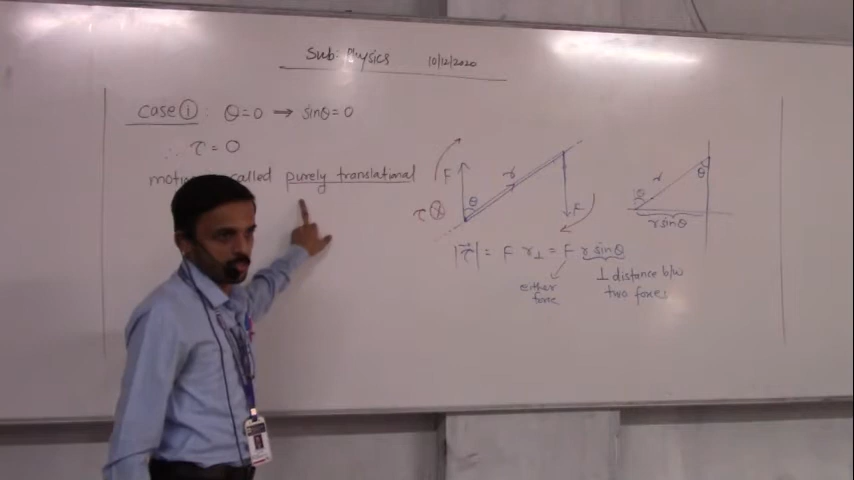 Sub: Physics 10/12/2020
case ① : θ=0 → sinθ=0
∴ τ = 0
called purely translational
F θ r F
τ ⊗
θ r θ
r sinθ
|τ⃗| = F r⊥ = F r sinθ
either force
⊥ distance b/w
two forces